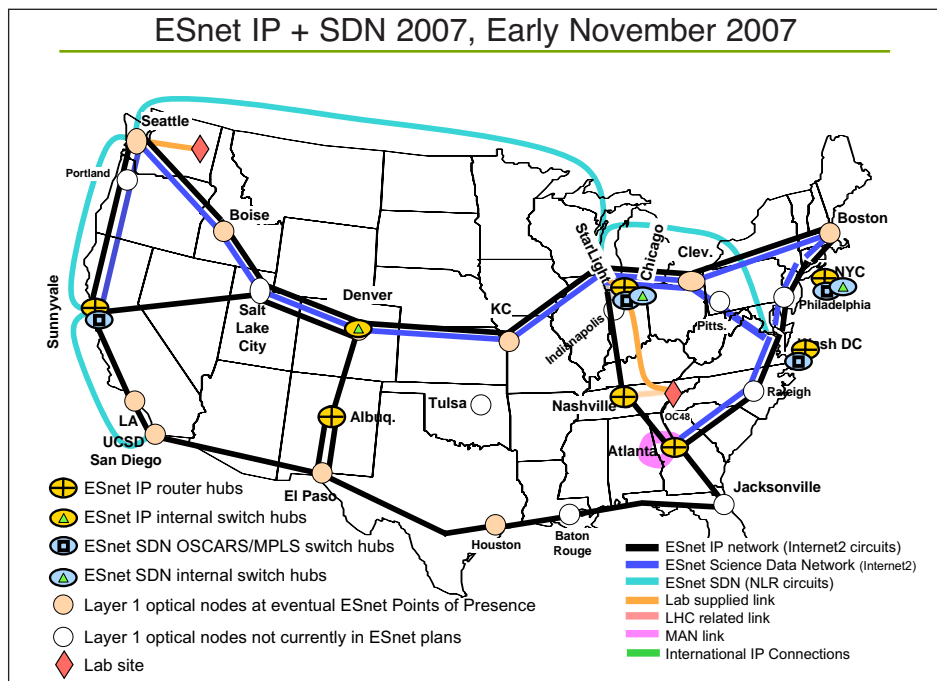 ESnet IP + SDN 2007, Early November 2007
Seattle
Portland
Boise
Boston
StarLight
Chicago
Clev.
NYC
Sunnyvale
Denver
KC
Salt
Lake
City
Indianapolis
Pitts.
Philadelphia
Wash DC
LA
UCSD
San Diego
Albuq.
Tulsa
Nashville
OC48
Raleigh
Atlanta
El Paso
Jacksonville
Houston
Baton
Rouge
ESnet IP router hubs
ESnet IP internal switch hubs
ESnet SDN OSCARS/MPLS switch hubs
ESnet SDN internal switch hubs
Layer 1 optical nodes at eventual ESnet Points of Presence
Layer 1 optical nodes not currently in ESnet plans
Lab site
ESnet IP network (Internet2 circuits)
ESnet Science Data Network (Internet2)
ESnet SDN (NLR circuits)
Lab supplied link
LHC related link
MAN link
International IP Connections